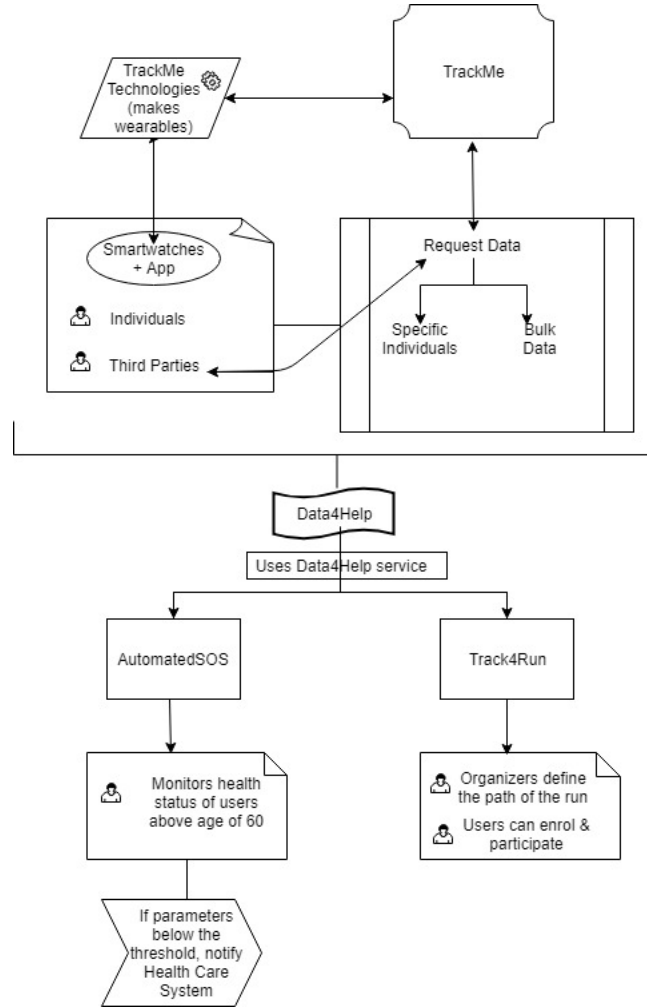 TrackMe
Technologies
(makes
wearables)
TrackMe
Smartwatches
+ App
Individuals
Third Parties
Request Data
Specific
Individuals
Bulk
Data
Data4Help
Uses Data4Help service
AutomatedSOS
Track4Run
Monitors health
status of users
above age of 60
Organizers define
the path of the run
Users can enrol &
participate
If parameters
below the
threshold, notify
Health Care
System